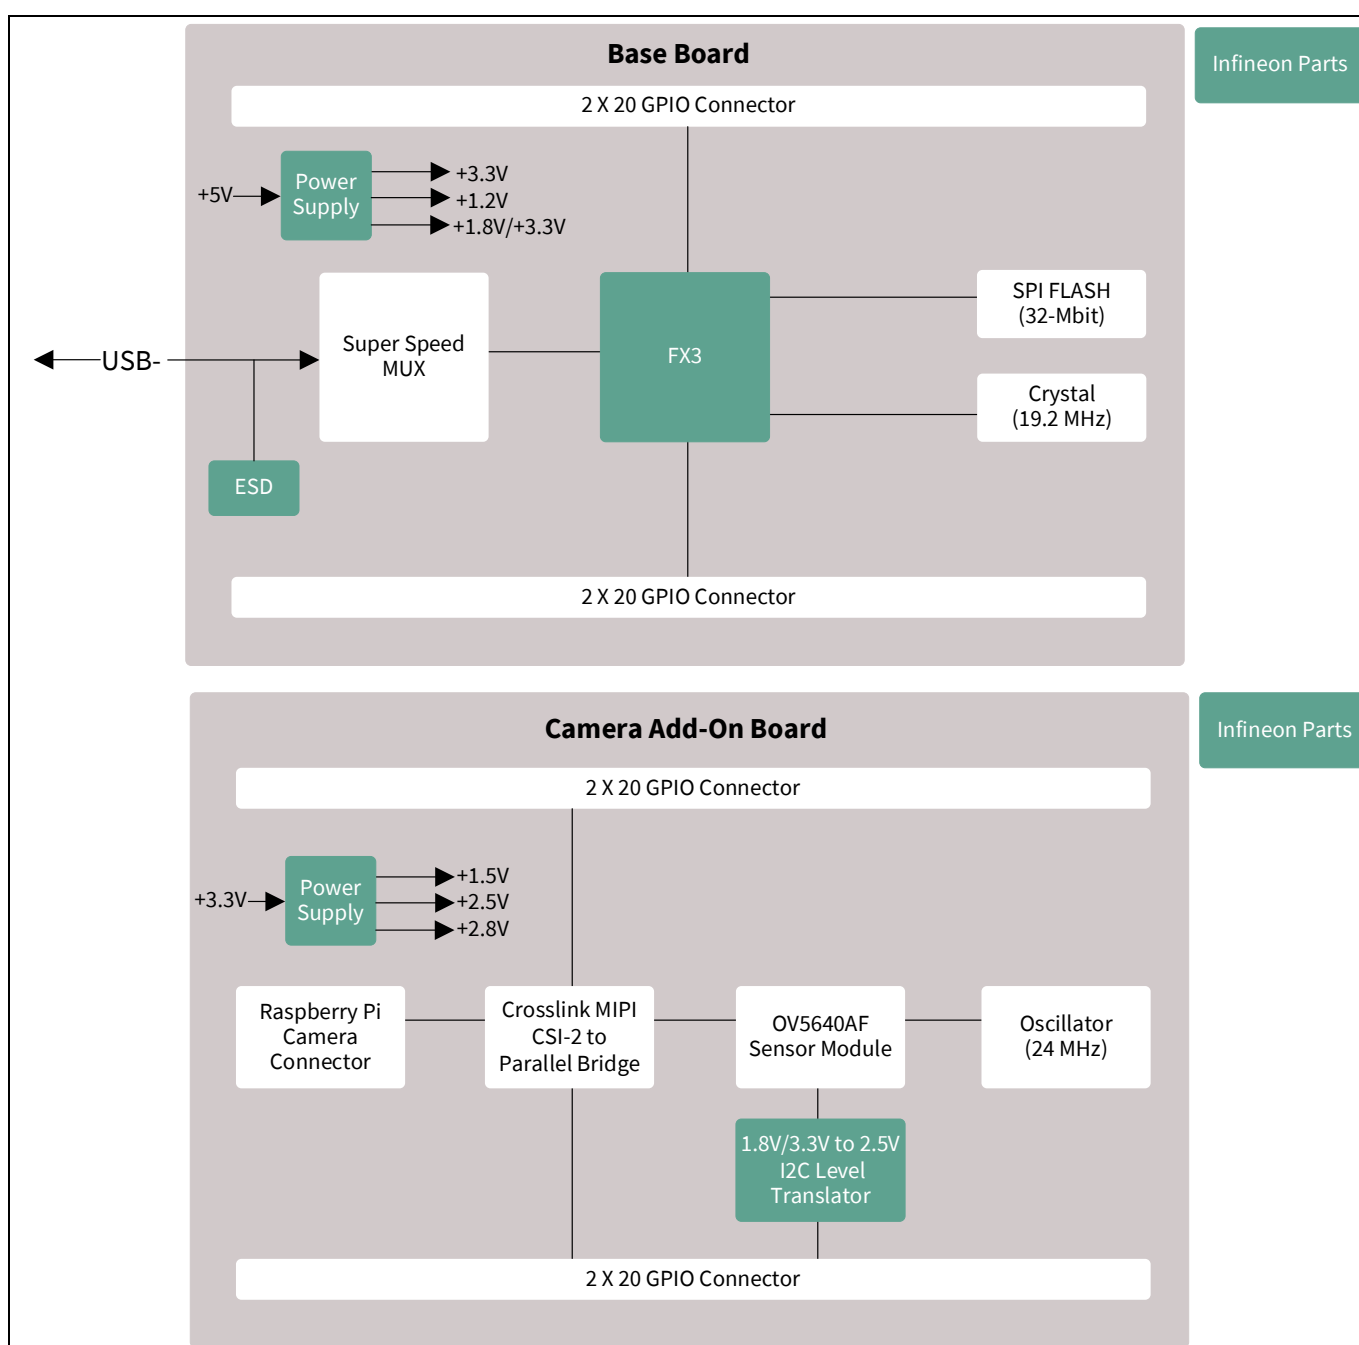 Base Board
Infineon Parts
2 X 20 GPIO Connector
+5V
Power
Supply
+3.3V
+1.2V
+1.8V/+3.3V
SPI FLASH
(32-Mbit)
Super Speed
MUX
FX3
USB-
Crystal
(19.2 MHz)
ESD
2 X 20 GPIO Connector
Camera Add-On Board
Infineon Parts
2 X 20 GPIO Connector
+3.3V
Power
Supply
+1.5V
+2.5V
+2.8V
Raspberry Pi
Camera
Connector
Crosslink MIPI
CSI-2 to
Parallel Bridge
OV5640AF
Sensor Module
Oscillator
(24 MHz)
1.8V/3.3V to 2.5V
I2C Level
Translator
2 X 20 GPIO Connector